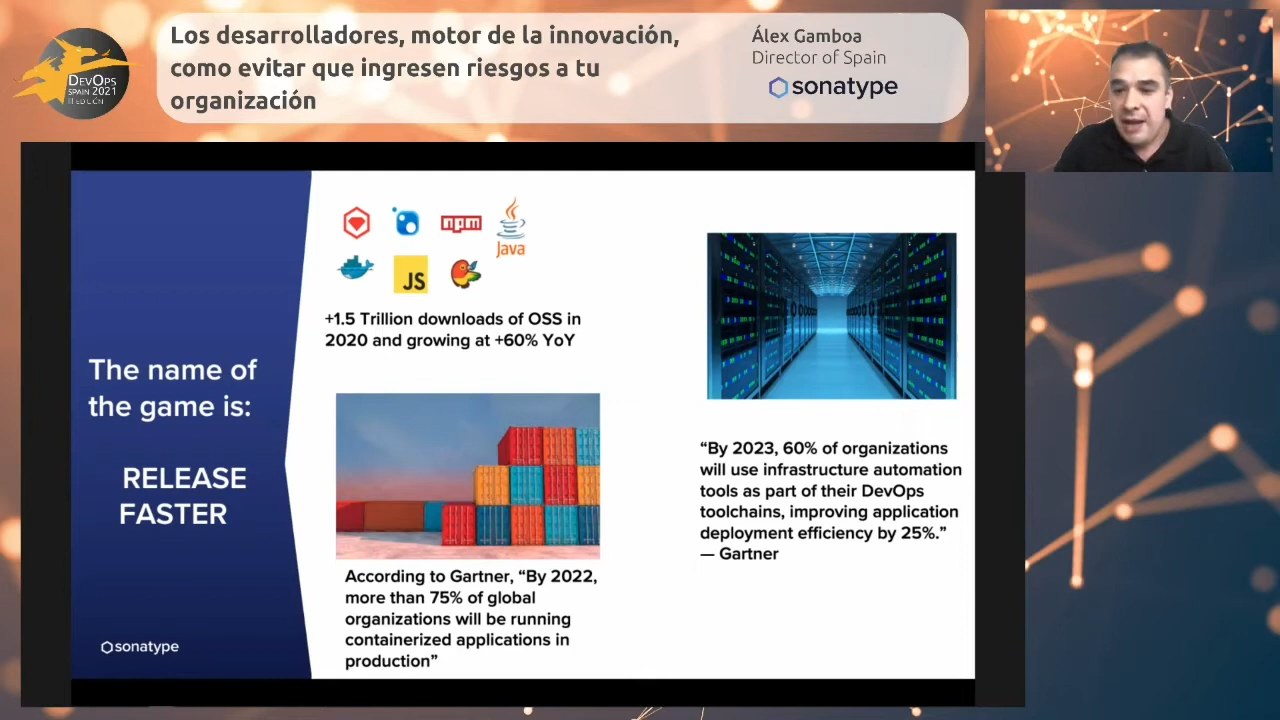 DEVOPS
SPAIN 2021
III EDICIÓN
Los desarrolladores, motor de la innovación,
como evitar que ingresen riesgos a tu
organización
Álex Gamboa
Director of Spain
sonatype
The name of
the game is:
RELEASE
FASTER
sonatype
npm
Java
JS
+1.5 Trillion downloads of OSS in
2020 and growing at +60% YoY
According to Gartner, “By 2022,
more than 75% of global
organizations will be running
containerized applications in
production”
“By 2023, 60% of organizations
will use infrastructure automation
tools as part of their DevOps
toolchains, improving application
deployment efficiency by 25%.”
— Gartner